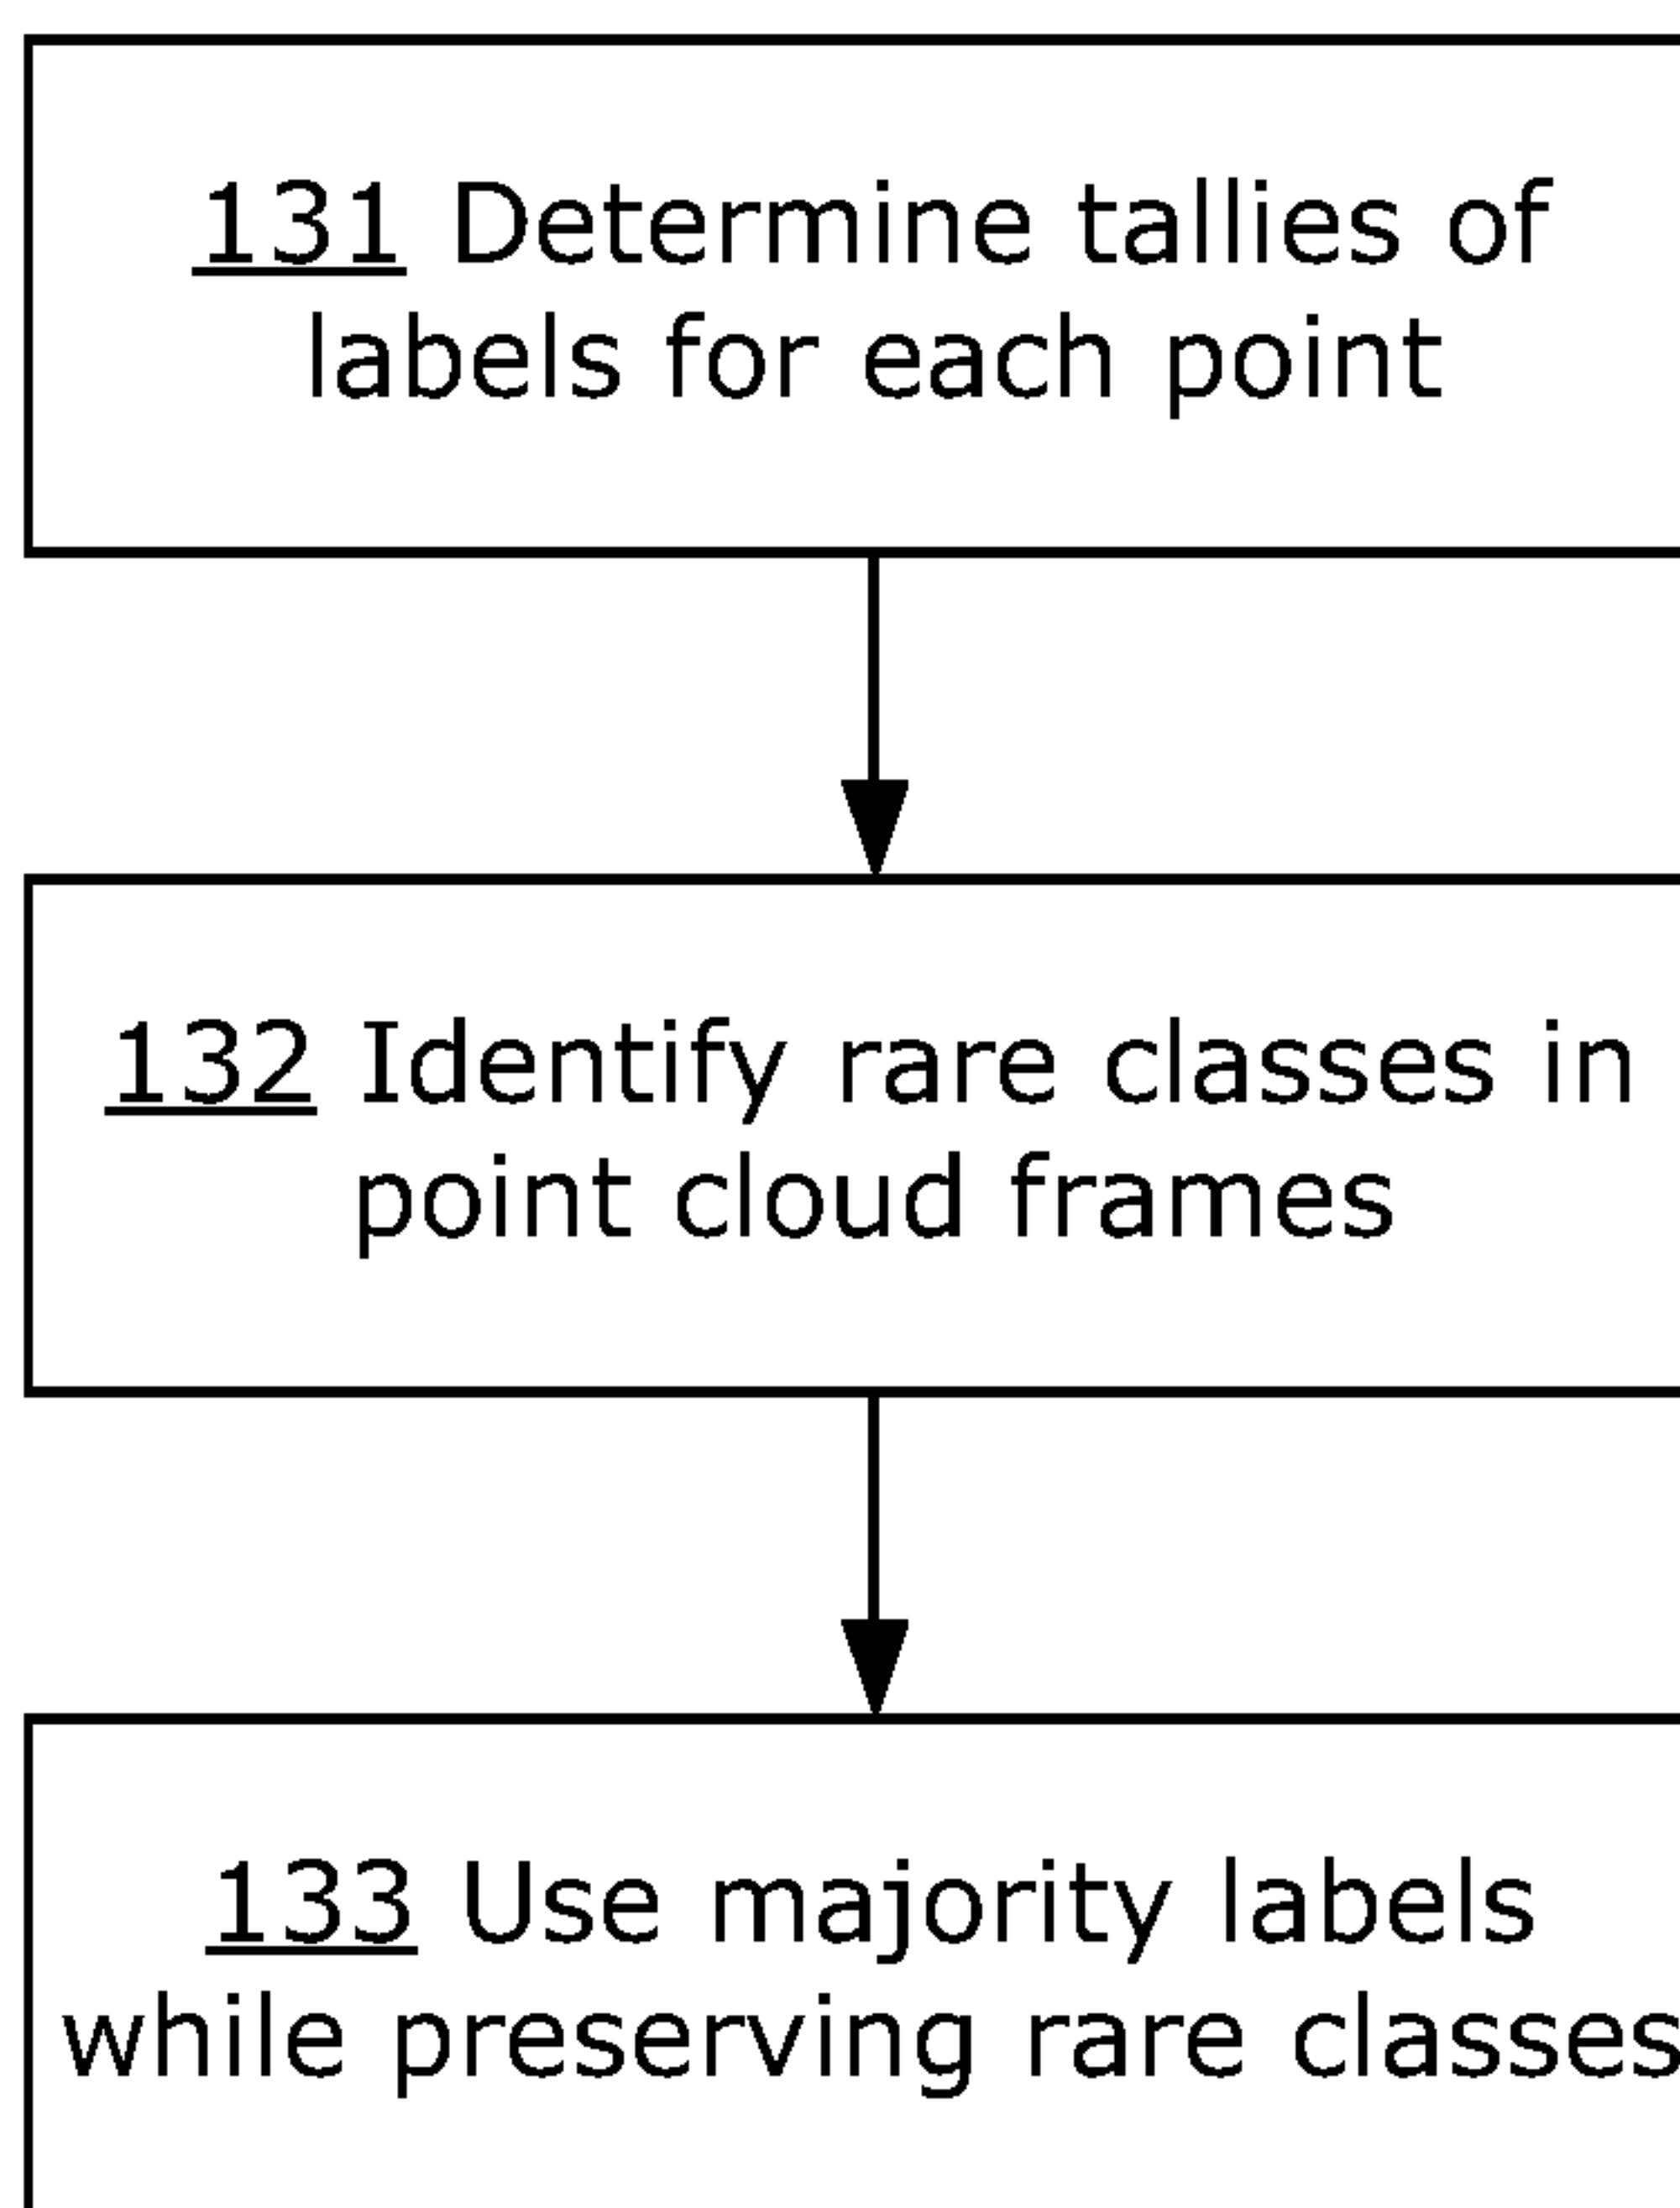 131 Determine tallies of
labels for each point
132 Identify rare classes in
point cloud frames
133 Use majority labels
while preserving rare classes